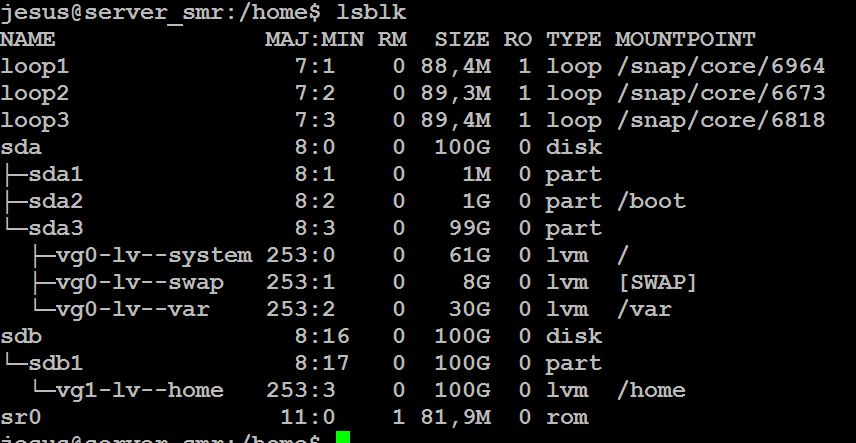 jesus@server_smr:/home$ lsblk
NAME                MAJ:MIN RM   SIZE RO TYPE MOUNTPOINT
loop1                 7:1    0  88,4M  1 loop /snap/core/6964
loop2                 7:2    0  89,3M  1 loop /snap/core/6673
loop3                 7:3    0  89,4M  1 loop /snap/core/6818
sda                   8:0    0   100G  0 disk
├─sda1                8:1    0     1M  0 part
├─sda2                8:2    0     1G  0 part /boot
└─sda3                8:3    0    99G  0 part
  ├─vg0-lv--system 253:0    0    61G  0 lvm  /
  ├─vg0-lv--swap   253:1    0     8G  0 lvm  [SWAP]
  └─vg0-lv--var    253:2    0    30G  0 lvm  /var
sdb                   8:16   0   100G  0 disk
└─sdb1                8:17   0   100G  0 part
  └─vg1-lv--home   253:3    0   100G  0 lvm  /home
sr0                  11:0    1  81,9M  0 rom
jesus@server_smr:/home$